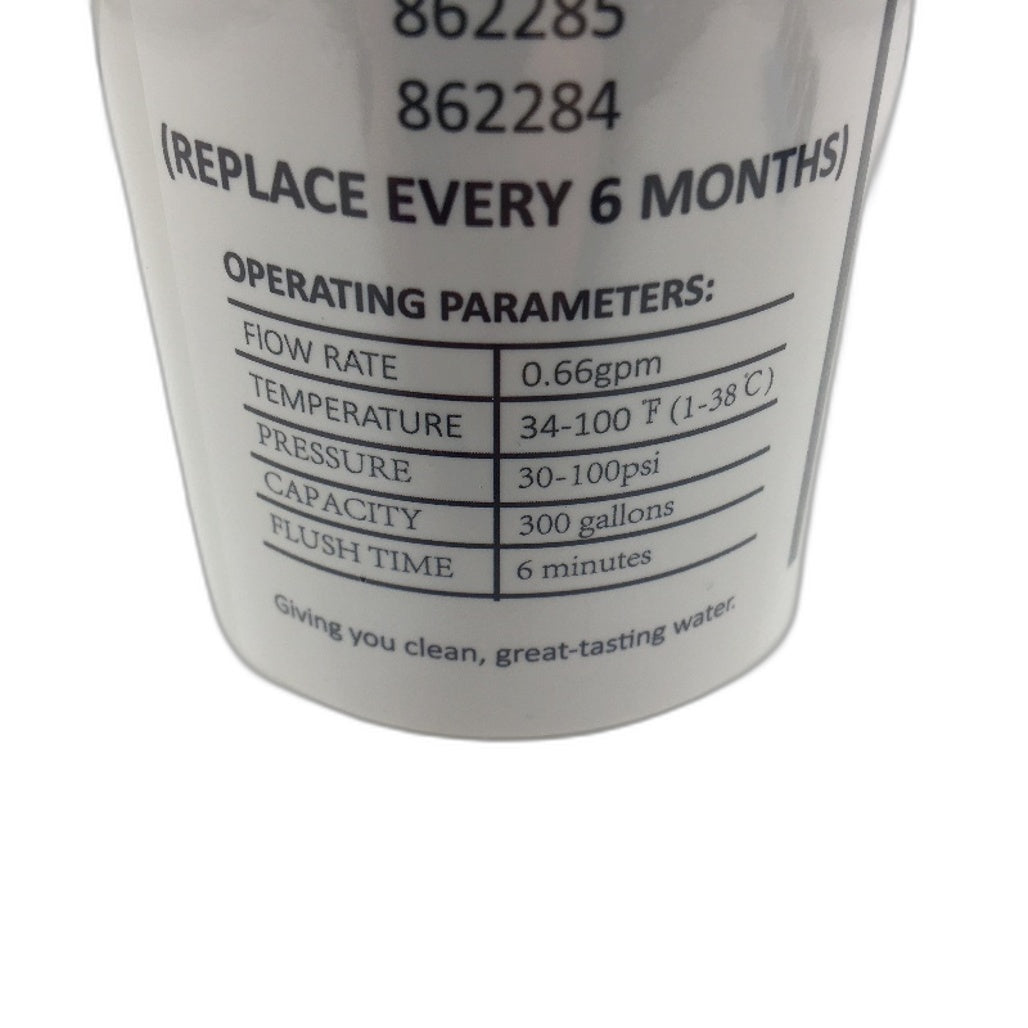 862285
862284
(REPLACE EVERY 6 MONTHS)
OPERATING PARAMETERS:
FlOW RATE 0.66gpm
TEMPERATURE 34-100 ℉ (1-38℃)
PRESSURE 30-100psi
CAPACITY 300 gallons
FLUSH TIME 6 minutes
Giving you clean, great-tasting water.